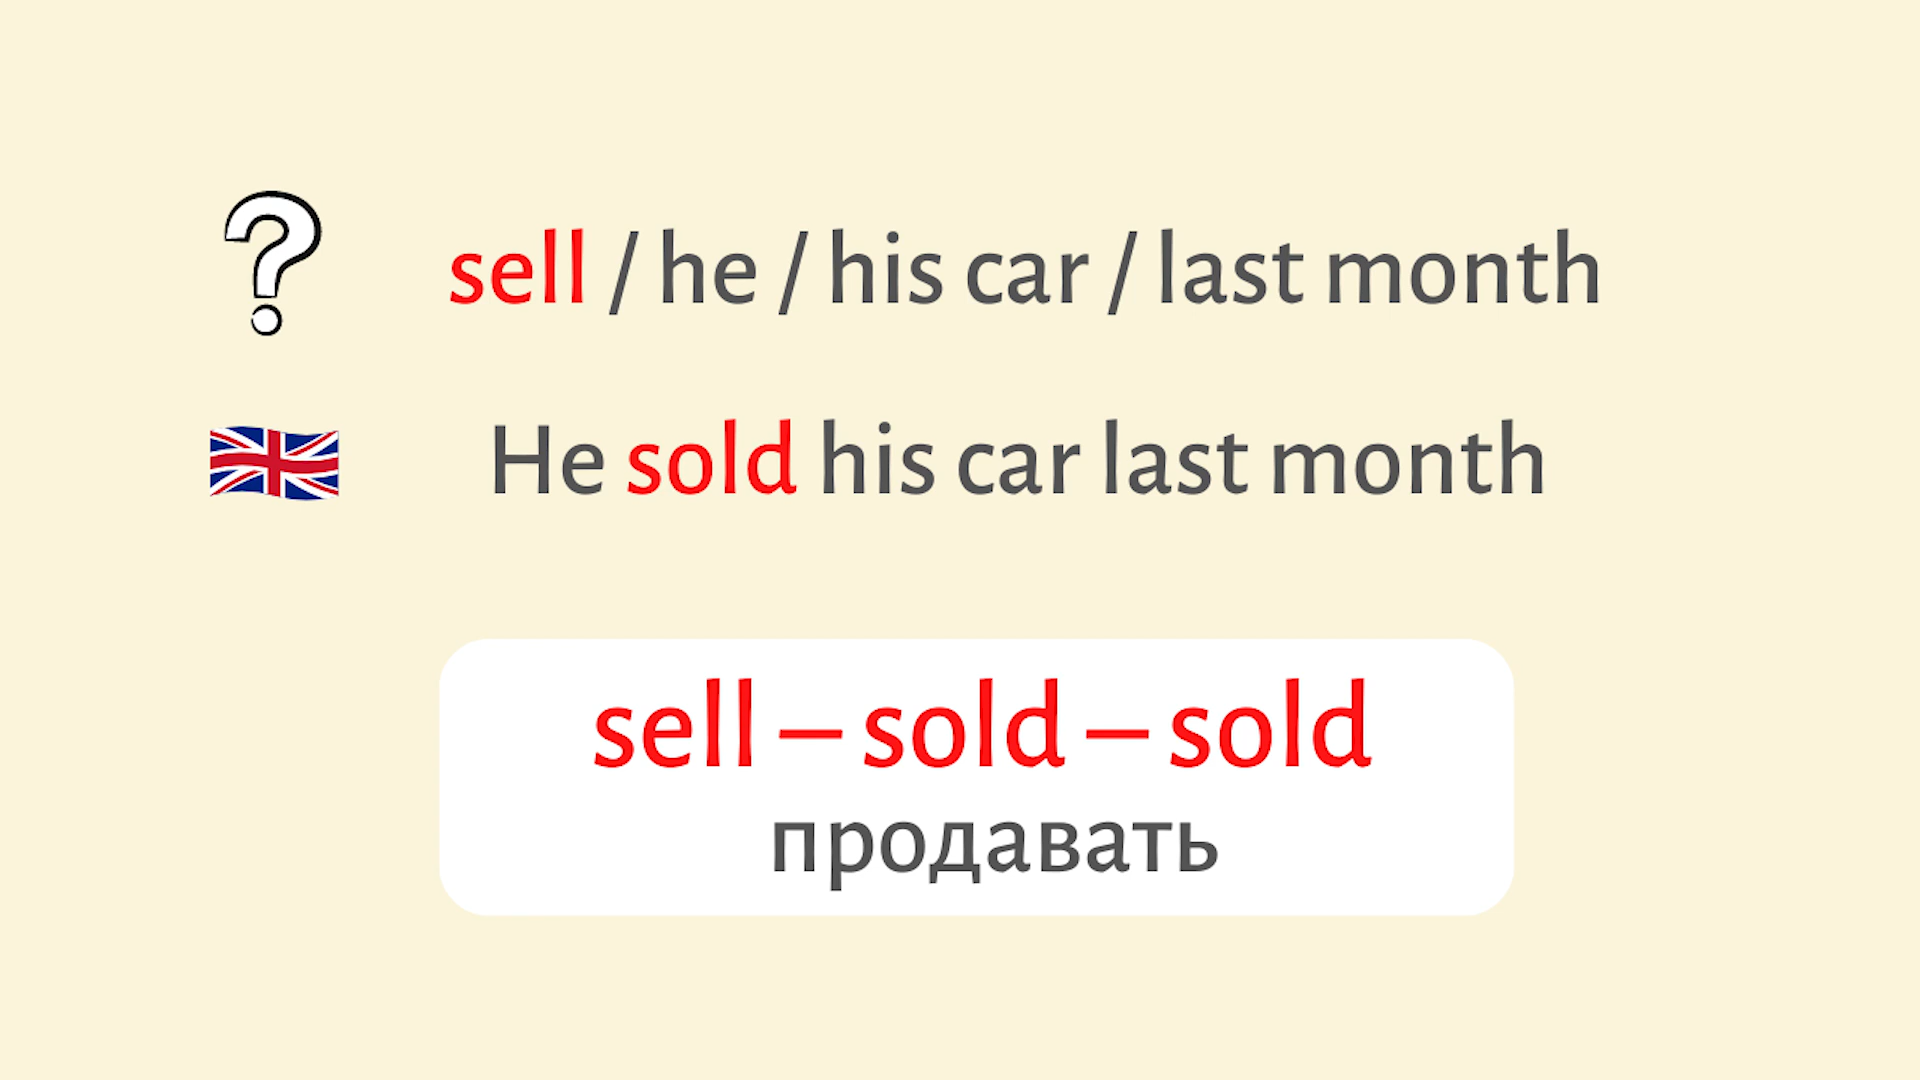 sell / he / his car / last month
He sold his car last month
sell – sold – sold
продавать